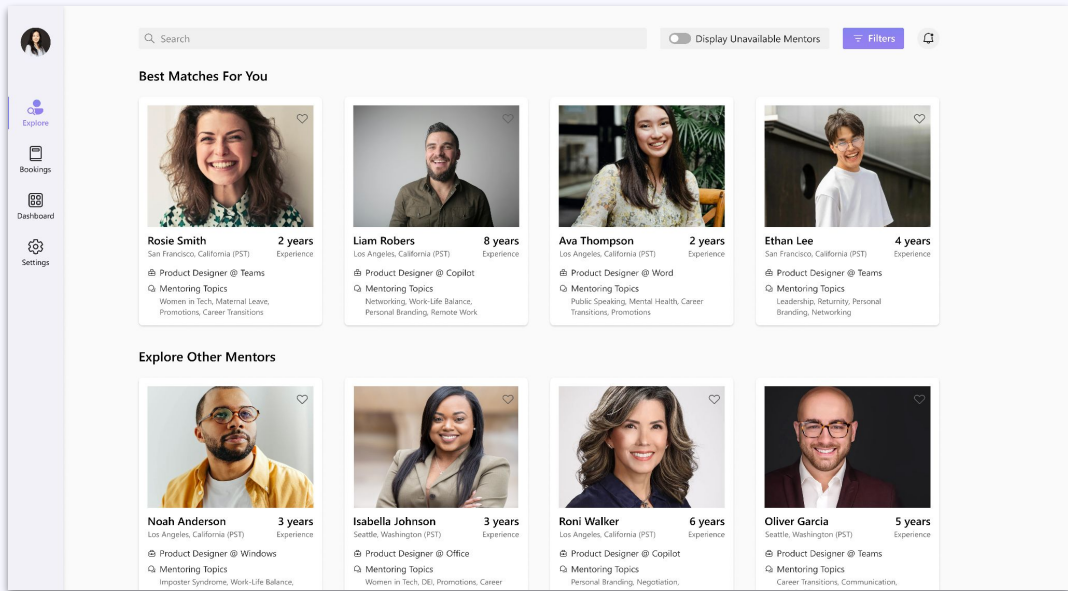 Search
Display Unavailable Mentors
Filters
Explore
Bookings
Dashboard
Settings
Best Matches For You
Rosie Smith 2 years
San Francisco, California (PST) Experience
Product Designer @ Teams
Mentoring Topics
Women in Tech, Maternal Leave,
Promotions, Career Transitions
Liam Robers 8 years
Los Angeles, California (PST) Experience
Product Designer @ Copilot
Mentoring Topics
Networking, Work-Life Balance,
Personal Branding, Remote Work
Ava Thompson 2 years
Los Angeles, California (PST) Experience
Product Designer @ Word
Mentoring Topics
Public Speaking, Mental Health, Career
Transitions, Promotions
Ethan Lee 4 years
San Francisco, California (PST) Experience
Product Designer @ Teams
Mentoring Topics
Leadership, Returnity, Personal
Branding, Networking
Explore Other Mentors
Noah Anderson 3 years
Los Angeles, California (PST) Experience
Product Designer @ Windows
Mentoring Topics
Imposter Syndrome, Work-Life Balance,
Isabella Johnson 3 years
Seattle, Washington (PST) Experience
Product Designer @ Office
Mentoring Topics
Women in Tech, DEI, Promotions, Career
Roni Walker 6 years
Los Angeles, California (PST) Experience
Product Designer @ Copilot
Mentoring Topics
Personal Branding, Negotiation,
Oliver Garcia 5 years
Seattle, Washington (PST) Experience
Product Designer @ Teams
Mentoring Topics
Career Transitions, Communication,